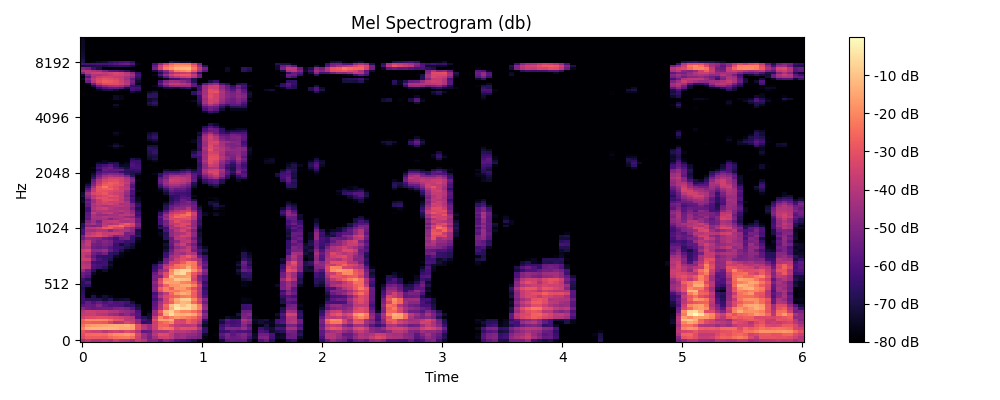 Mel Spectrogram (db)
8192
4096
2048
1024
512
0
Hz
0 1 2 3 4 5 6
Time
-10 dB
-20 dB
-30 dB
-40 dB
-50 dB
-60 dB
-70 dB
-80 dB